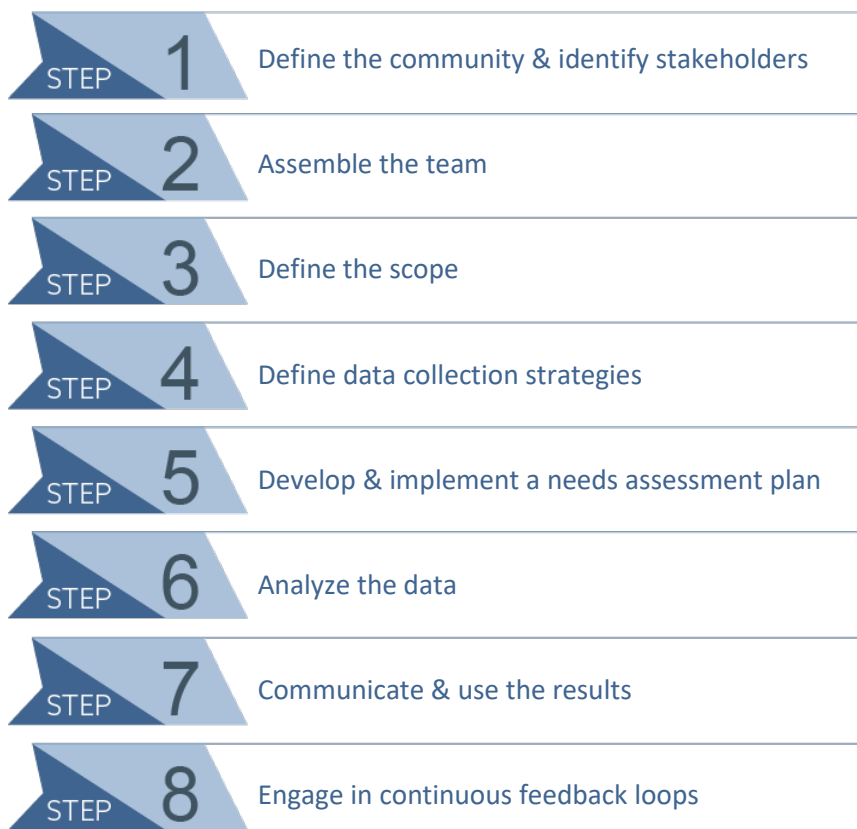 STEP 1 Define the community & identify stakeholders
STEP 2 Assemble the team
STEP 3 Define the scope
STEP 4 Define data collection strategies
STEP 5 Develop & implement a needs assessment plan
STEP 6 Analyze the data
STEP 7 Communicate & use the results
STEP 8 Engage in continuous feedback loops